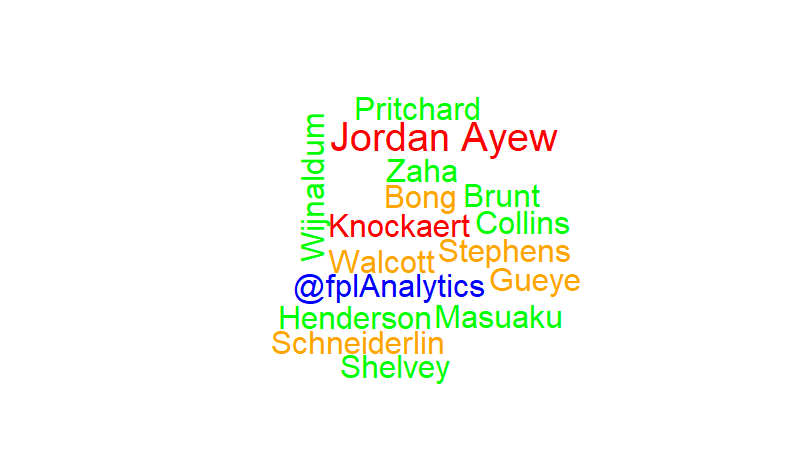 Pritchard
Jordan Ayew
Wijnaldum
Zaha
Bong Brunt
Knockaert Collins
Walcott Stephens
@fplAnalytics Gueye
Henderson Masuaku
Schneiderlin
Shelvey